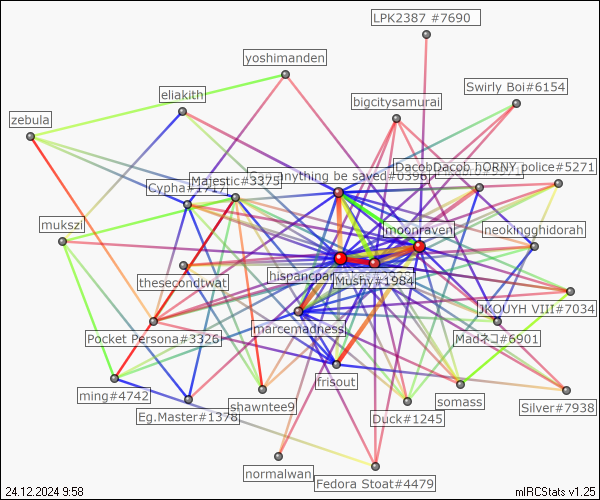 LPK2387 #7690
yoshimanden
Swirly Boi#6154
eliakith
bigcitysamurai
zebula
anything be saved#0396
Dacob hORNY police#5271
Majestic#3375
Cypha#1717
mukszi
moonraven
neokingghidorah
hispancpar
Mushy#1984
thesecondtwat
JKOUYH VIII#7034
marcemadness
Pocket Persona#3326
Madネコ#6901
frisout
ming#4742
somass
shawntee9
Silver#7938
Eg.Master#1378
Duck#1245
normalwan
Fedora Stoat#4479
24.12.2024 9:58
mIRCStats v1.25